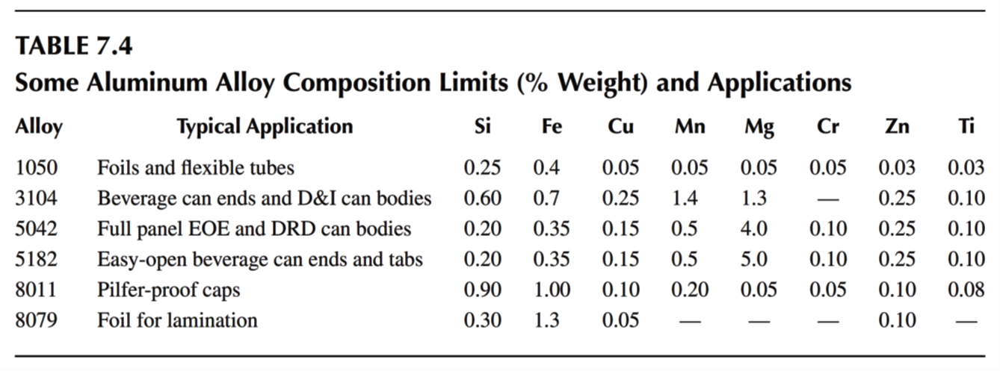 TABLE 7.4
Some Aluminum Alloy Composition Limits (% Weight) and Applications
Alloy Typical Application Si Fe Cu Mn Mg Cr Zn Ti
1050 Foils and flexible tubes 0.25 0.4 0.05 0.05 0.05 0.05 0.03 0.03
3104 Beverage can ends and D&I can bodies 0.60 0.7 0.25 1.4 1.3 — 0.25 0.10
5042 Full panel EOE and DRD can bodies 0.20 0.35 0.15 0.5 4.0 0.10 0.25 0.10
5182 Easy-open beverage can ends and tabs 0.20 0.35 0.15 0.5 5.0 0.10 0.25 0.10
8011 Pilfer-proof caps 0.90 1.00 0.10 0.20 0.05 0.05 0.10 0.08
8079 Foil for lamination 0.30 1.3 0.05 — — — 0.10 —